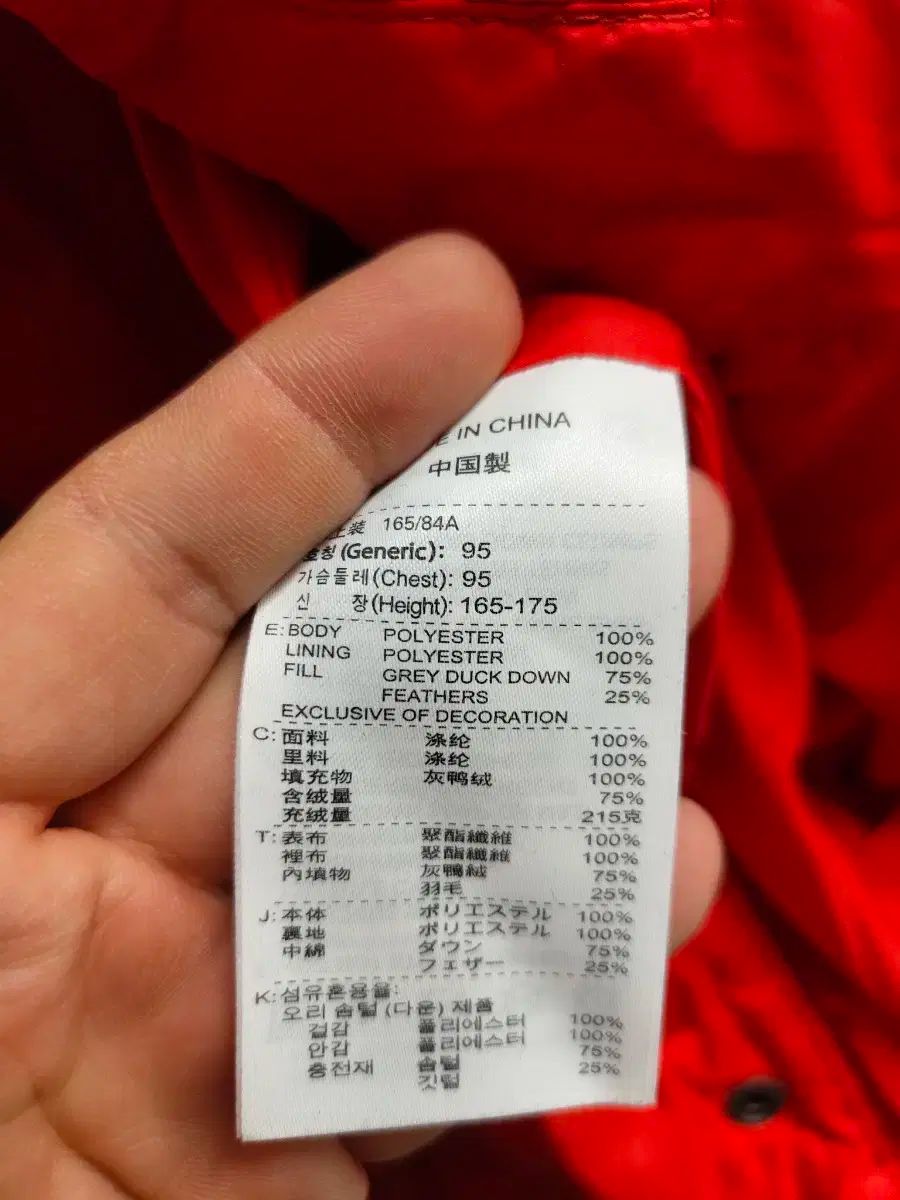 E IN CHINA
中国製
上装 165/84A
호칭 (Generic): 95
가슴둘레(Chest): 95
신 장(Height): 165-175
E: BODY POLYESTER 100%
LINING POLYESTER 100%
FILL GREY DUCK DOWN 75%
FEATHERS 25%
EXCLUSIVE OF DECORATION
C: 面料 涤纶 100%
里料 涤纶 100%
填充物 灰鸭绒 100%
含绒量 75%
充绒量 215克
T: 表布 聚酯纖維 100%
裡布 聚酯纖維 100%
內填物 灰鴨絨 75%
羽毛 25%
J: 本体 ポリエステル 100%
裏地 ポリエステル 100%
中綿 ダウン 75%
フェザー 25%
K: 섬유혼용율:
오리 솜털 (다운) 제품
겉감 폴리에스터 100%
안감 폴리에스터 100%
충전재 솜털 75%
깃털 25%